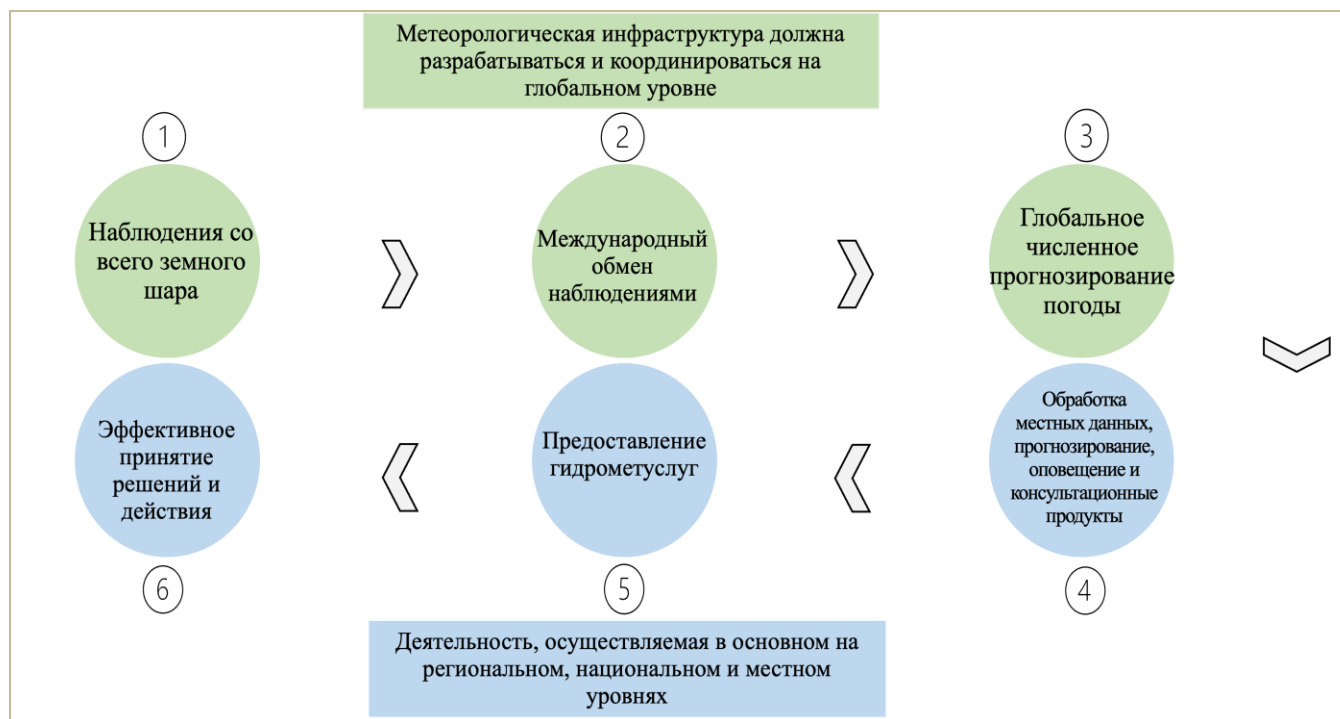 Метеорологическая инфраструктура должна
разрабатываться и координироваться на
глобальном уровне
1
2
3
Наблюдения со
всего земного
шара
Международный
обмен
наблюдениями
Глобальное
численное
прогнозирование
погоды
Эффективное
принятие
решений и
действия
Предоставление
гидрометуслуг
Обработка
местных данных,
прогнозирование,
оповещение и
консультационные
продукты
6
5
4
Деятельность, осуществляемая в основном на
региональном, национальном и местном
уровнях